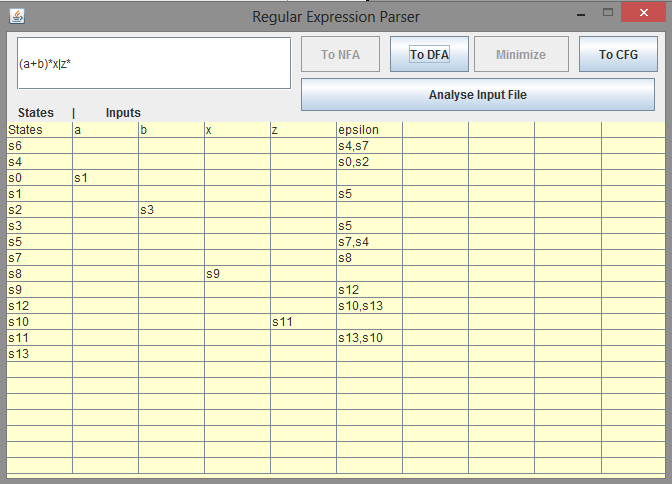 Regular Expression Parser
(a+b)*x|z*
To NFA To DFA Minimize To CFG
Analyse Input File
States | Inputs
States a b x z epsilon
s6 s4,s7
s4 s0,s2
s0 s1
s1 s5
s2 s3
s3 s5
s5 s7,s4
s7 s8
s8 s9
s9 s12
s12 s10,s13
s10 s11
s11 s13,s10
s13